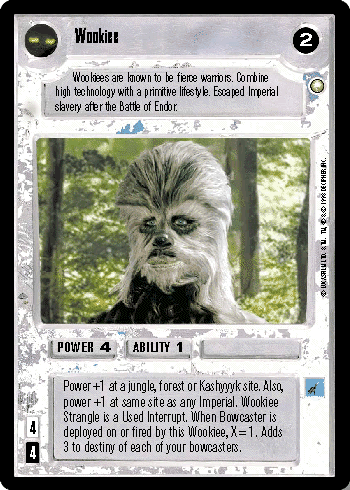 Wookiee
2
Wookiees are known to be fierce warriors. Combine
high technology with a primitive lifestyle. Escaped Imperial
slavery after the Battle of Endor.
POWER 4
ABILITY 1
Power +1 at a jungle, forest or Kashyyyk site. Also,
power +1 at same site as any Imperial. Wookiee
Strangle is a Used Interrupt. When Bowcaster is
deployed on or fired by this Wookiee, X = 1. Adds
3 to destiny of each of your bowcasters.
4
4